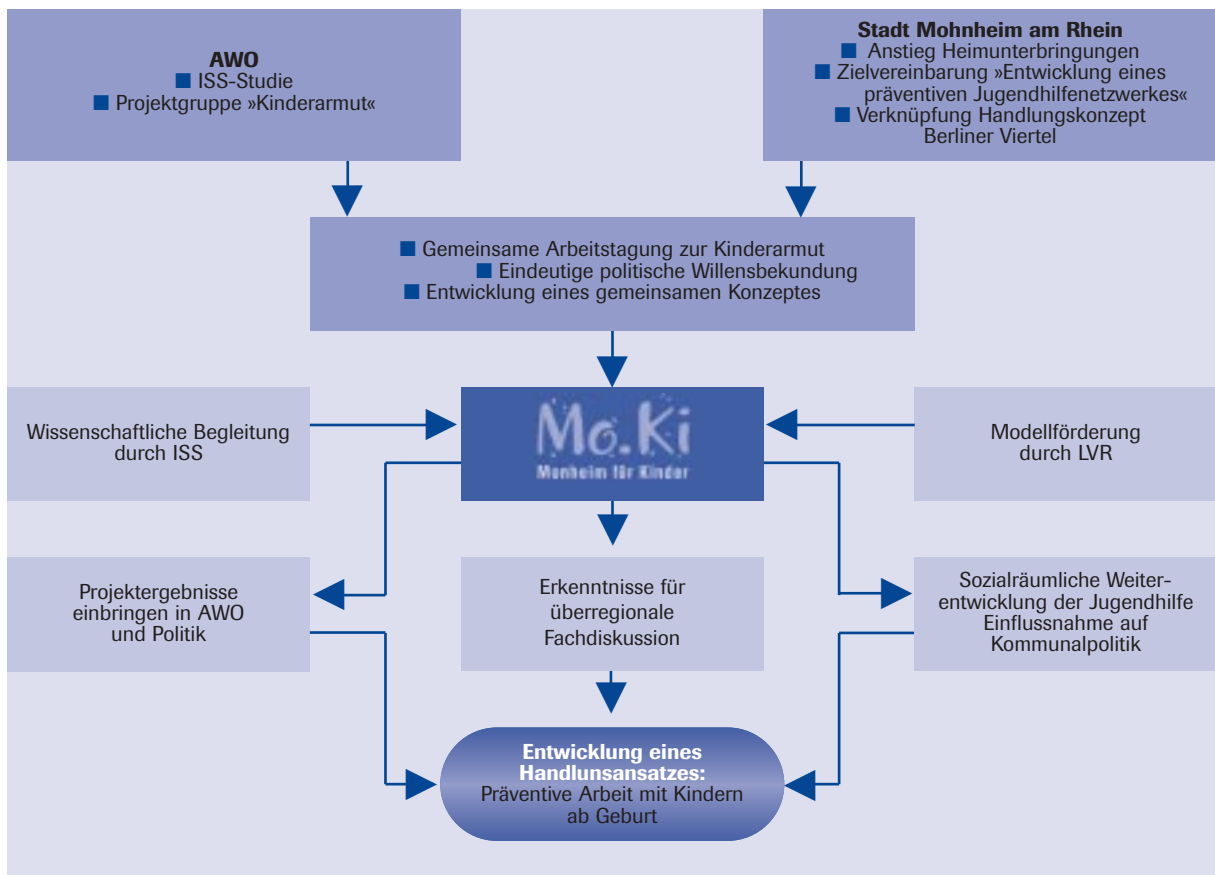 AWO
■ ISS-Studie
■ Projektgruppe »Kinderarmut«
Stadt Mohnheim am Rhein
■ Anstieg Heimunterbringungen
■ Zielvereinbarung »Entwicklung eines
präventiven Jugendhilfenetzwerkes«
■ Verknüpfung Handlungskonzept
Berliner Viertel
■ Gemeinsame Arbeitstagung zur Kinderarmut
■ Eindeutige politische Willensbekundung
■ Entwicklung eines gemeinsamen Konzeptes
Wissenschaftliche Begleitung
durch ISS
Mo.Ki
Monheim für Kinder
Modellförderung
durch LVR
Projektergebnisse
einbringen in AWO
und Politik
Erkenntnisse für
überregionale
Fachdiskussion
Sozialräumliche Weiter-
entwicklung der Jugendhilfe
Einflussnahme auf
Kommunalpolitik
Entwicklung eines
Handlunsansatzes:
Präventive Arbeit mit Kindern
ab Geburt